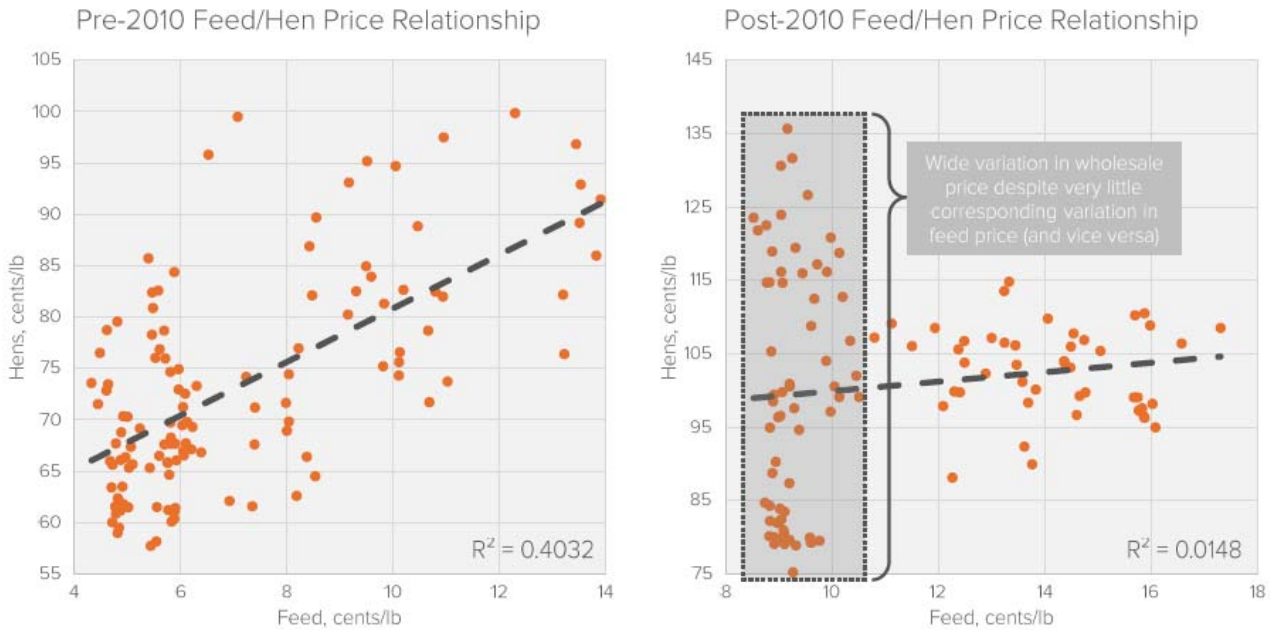 Pre-2010 Feed/Hen Price Relationship
105
100
95
90
85
80
75
70
65
60
55
Hens, cents/lb
4
6
8
10
12
14
Feed, cents/lb
R² = 0.4032
Post-2010 Feed/Hen Price Relationship
145
135
125
115
105
95
85
75
Hens, cents/lb
8
10
12
14
16
18
Feed, cents/lb
Wide variation in wholesale
price despite very little
corresponding variation in
feed price (and vice versa)
R² = 0.0148